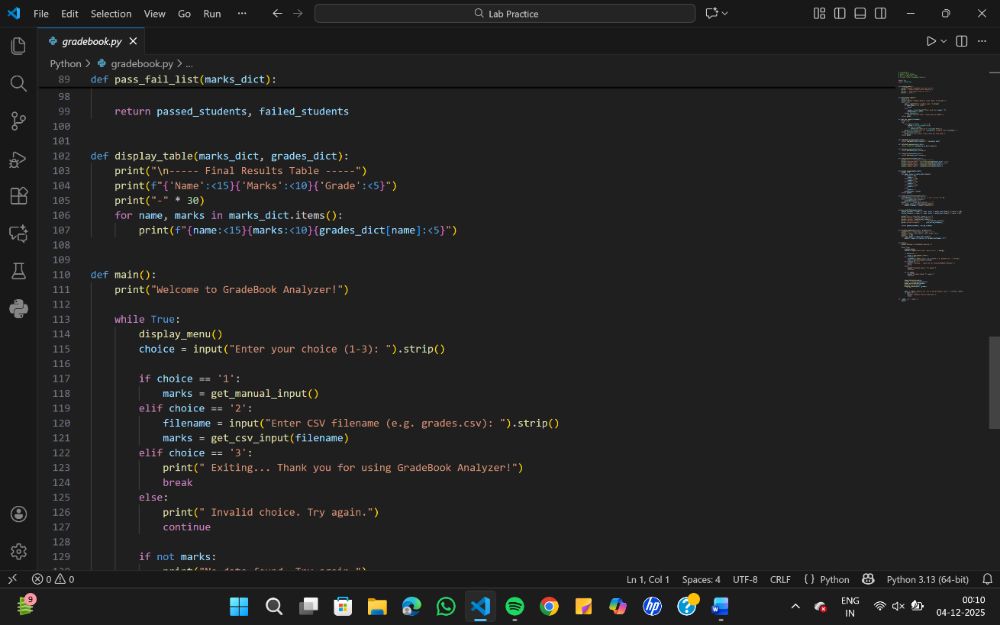 File Edit Selection View Go Run ··· Lab Practice
gradebook.py
Python > gradebook.py > ...
89 def pass_fail_list(marks_dict):
98
99     return passed_students, failed_students
100
101
102 def display_table(marks_dict, grades_dict):
103     print("\n----- Final Results Table -----")
104     print(f"{'Name':<15}{'Marks':<10}{'Grade':<5}")
105     print("-" * 30)
106     for name, marks in marks_dict.items():
107         print(f"{name:<15}{marks:<10}{grades_dict[name]:<5}")
108
109
110 def main():
111     print("Welcome to GradeBook Analyzer!")
112
113     while True:
114         display_menu()
115         choice = input("Enter your choice (1-3): ").strip()
116
117         if choice == '1':
118             marks = get_manual_input()
119         elif choice == '2':
120             filename = input("Enter CSV filename (e.g. grades.csv): ").strip()
121             marks = get_csv_input(filename)
122         elif choice == '3':
123             print(" Exiting... Thank you for using GradeBook Analyzer!")
124             break
125         else:
126             print(" Invalid choice. Try again.")
127             continue
128
129         if not marks:
0 0 Ln 1, Col 1 Spaces: 4 UTF-8 CRLF { } Python Python 3.13 (64-bit)
9
ENG
IN
00:10
04-12-2025